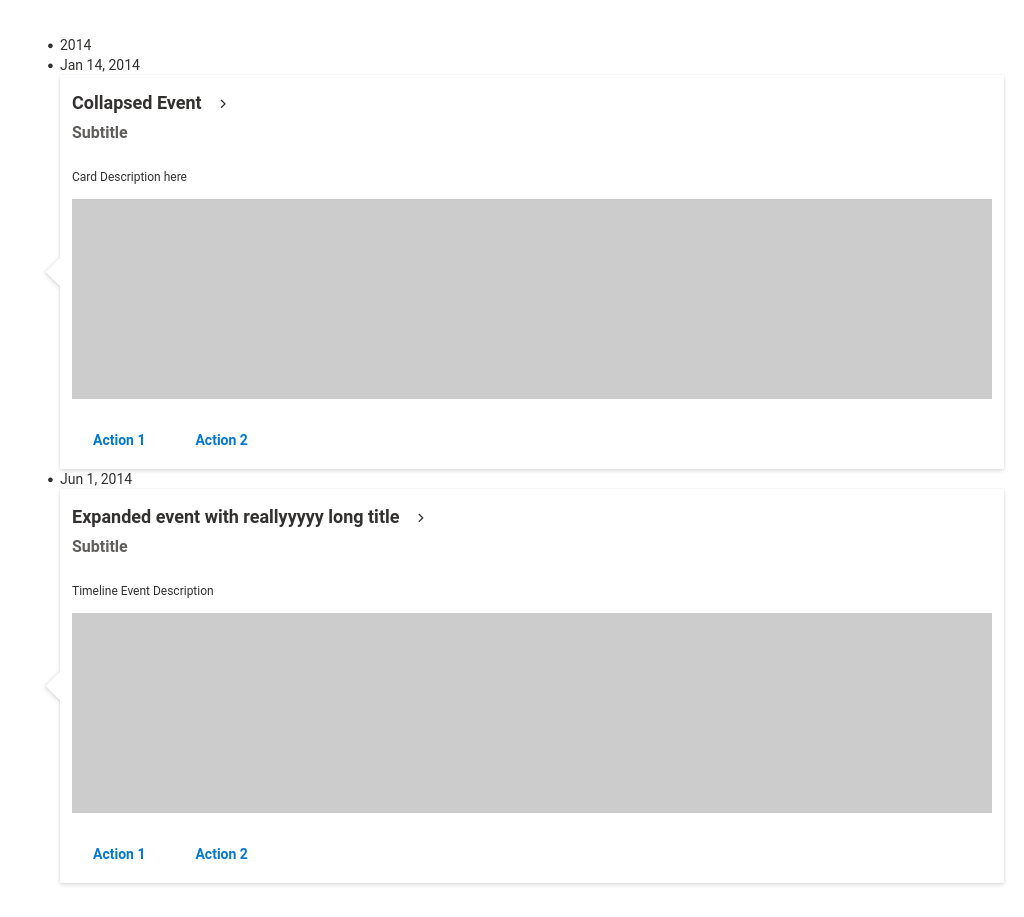 2014
Jan 14, 2014
Collapsed Event
Subtitle
Card Description here
Action 1 Action 2
Jun 1, 2014
Expanded event with reallyyyyy long title
Subtitle
Timeline Event Description
Action 1 Action 2